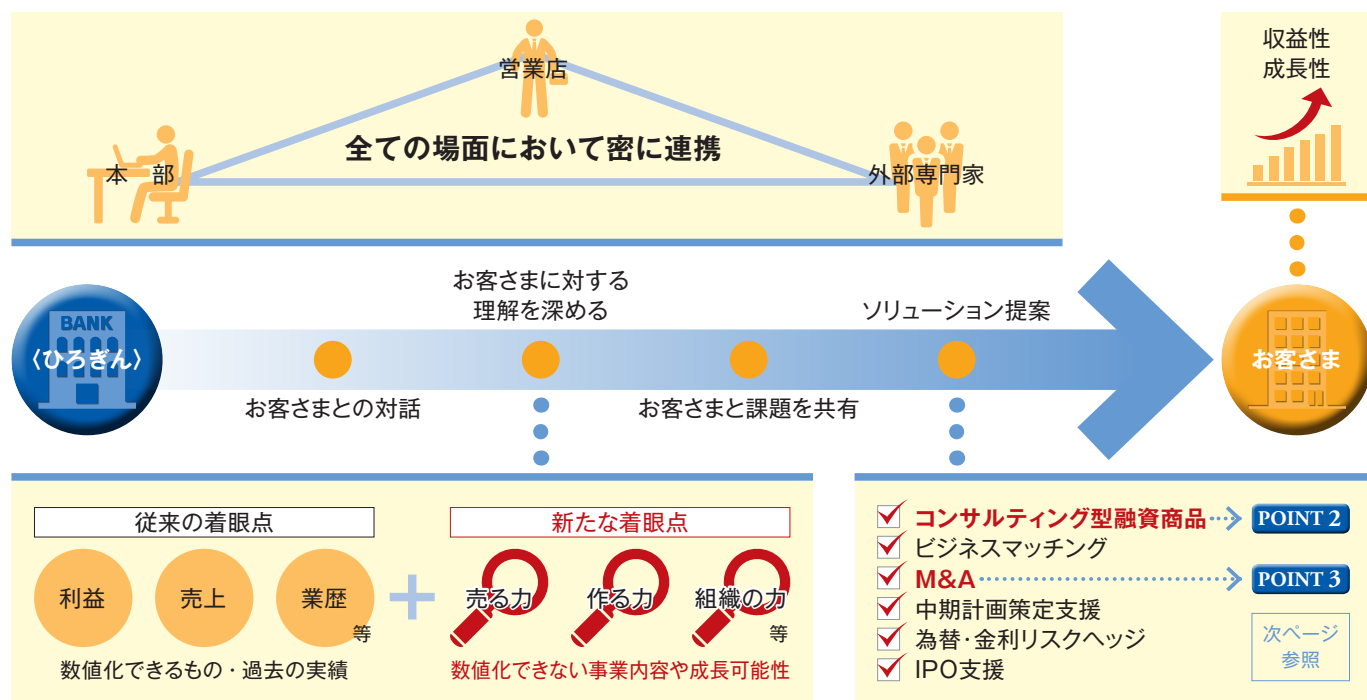 営業店
全ての場面において密に連携
本　部
外部専門家
収益性
成長性
BANK
〈ひろぎん〉
お客さまとの対話
お客さまに対する
理解を深める
お客さまと課題を共有
ソリューション提案
お客さま
従来の着眼点
利益
売上
業歴
等
数値化できるもの・過去の実績
+
新たな着眼点
売る力
作る力
組織の力
等
数値化できない事業内容や成長可能性
コンサルティング型融資商品
POINT 2
ビジネスマッチング
M&A
POINT 3
中期計画策定支援
為替・金利リスクヘッジ
IPO支援
次ページ
参照